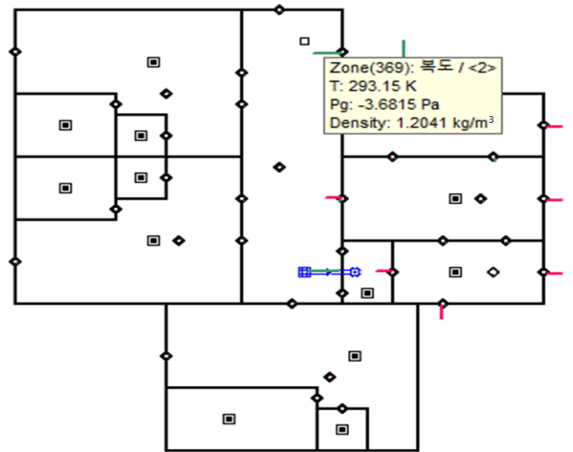 Zone(369): 복도 / <2>
T: 293.15 K
Pg: -3.6815 Pa
Density: 1.2041 kg/m³